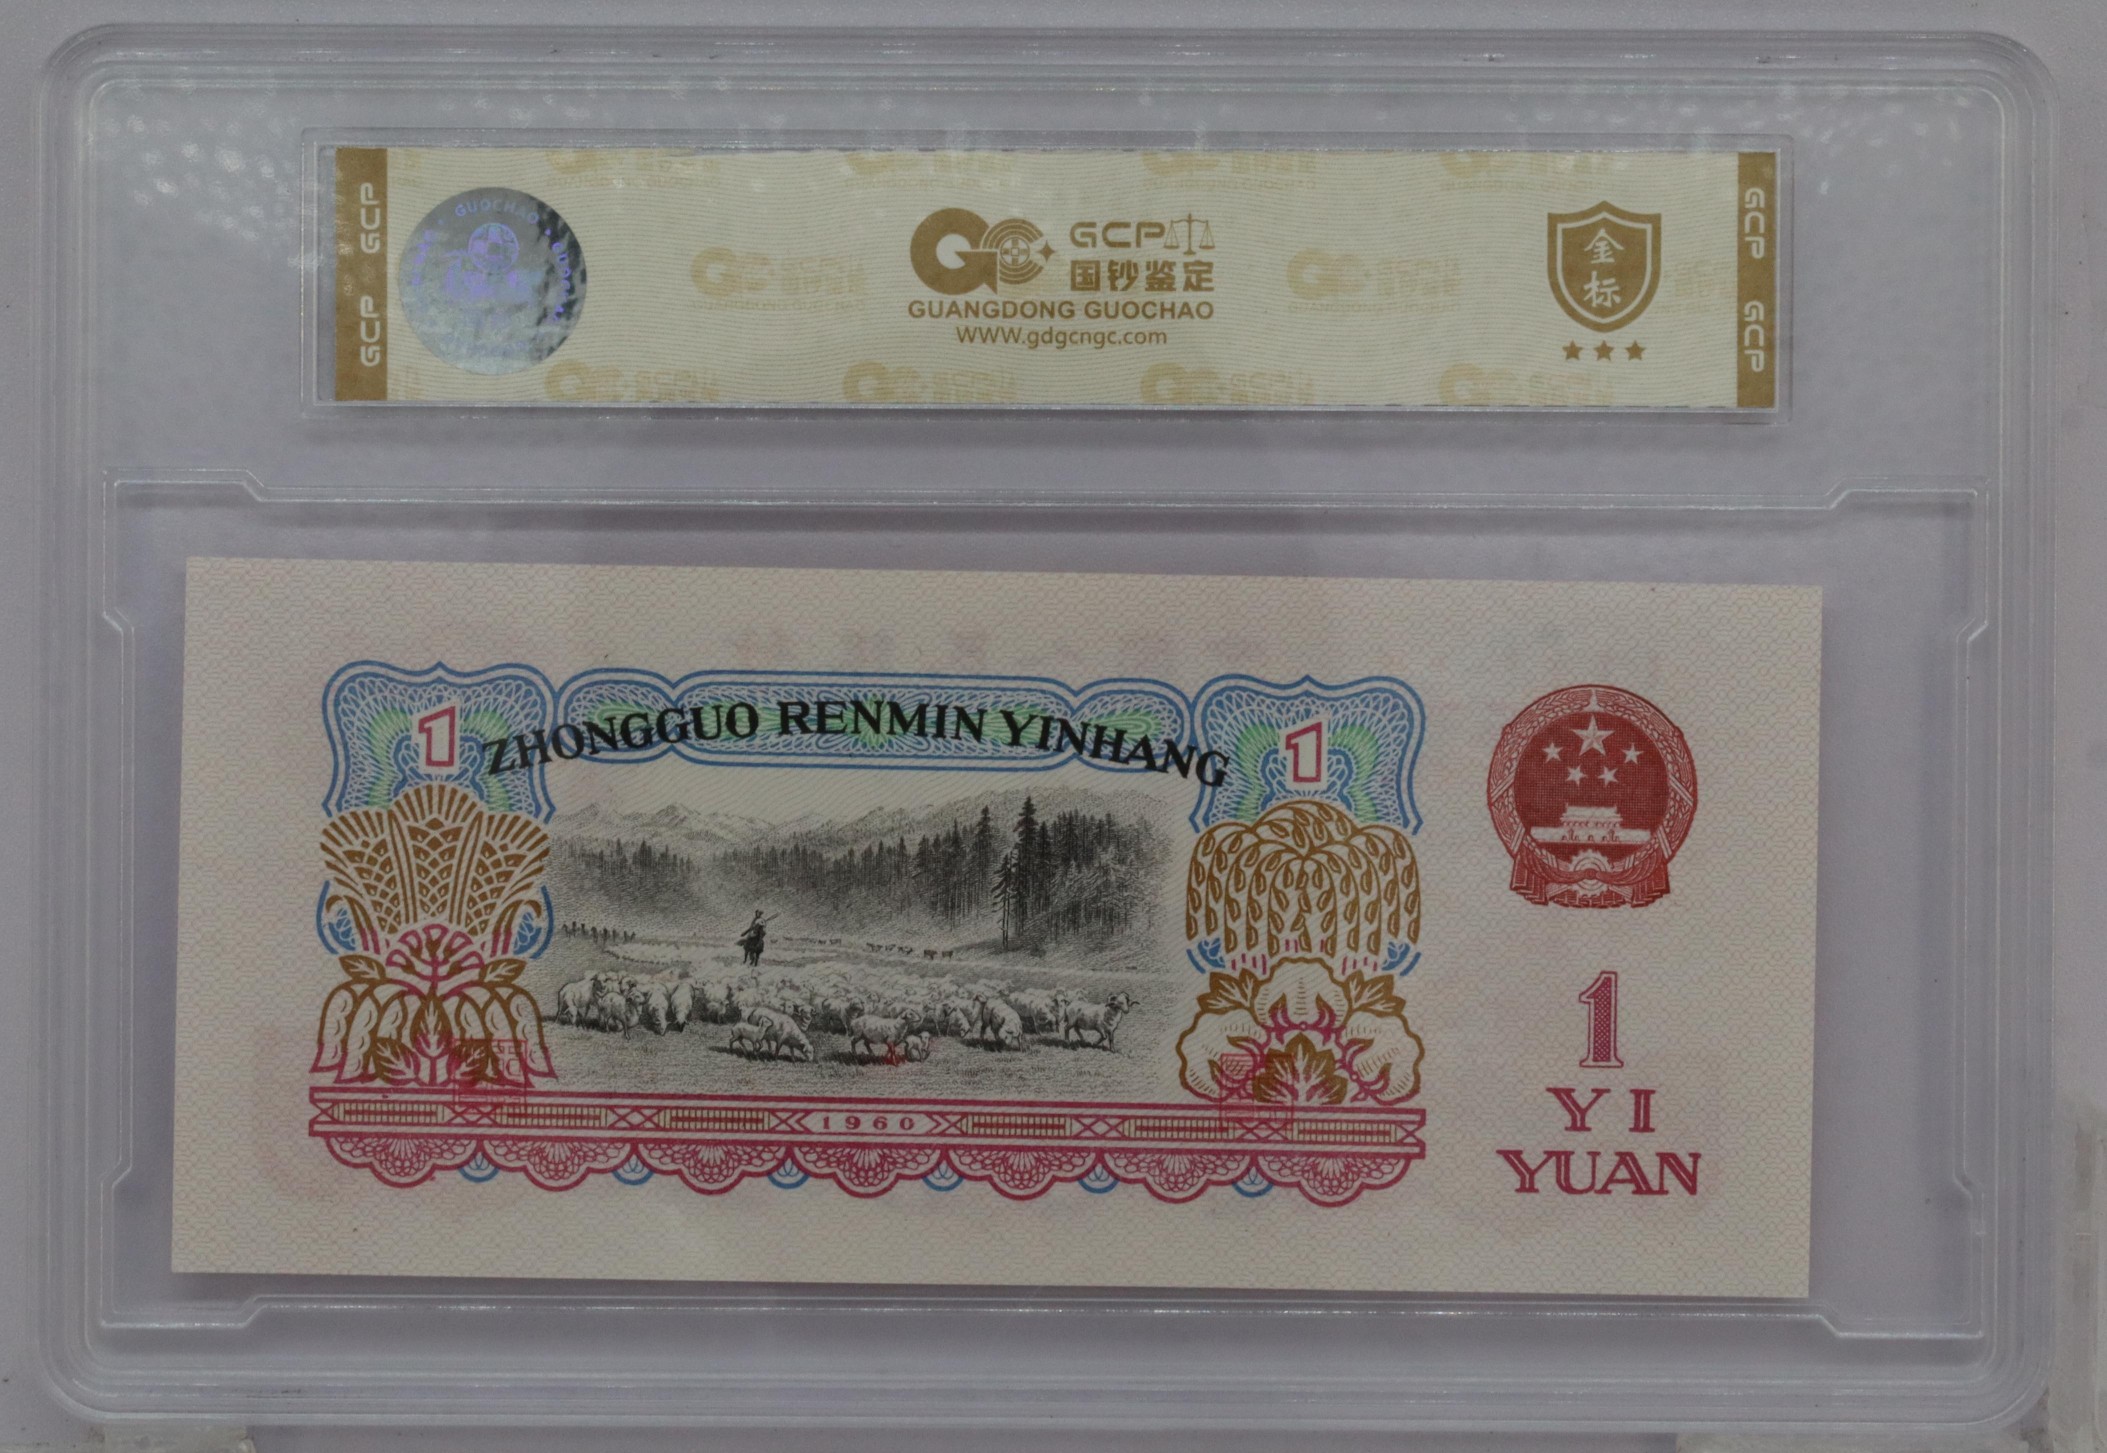 GCP GCP
GUOCHAO
GCP
国钞鉴定
GUANGDONG GUOCHAO
WWW.gdgcngc.com
金
标
GCP GCP
1
ZHONGGUO RENMIN YINHANG
1
1960
1
YI
YUAN